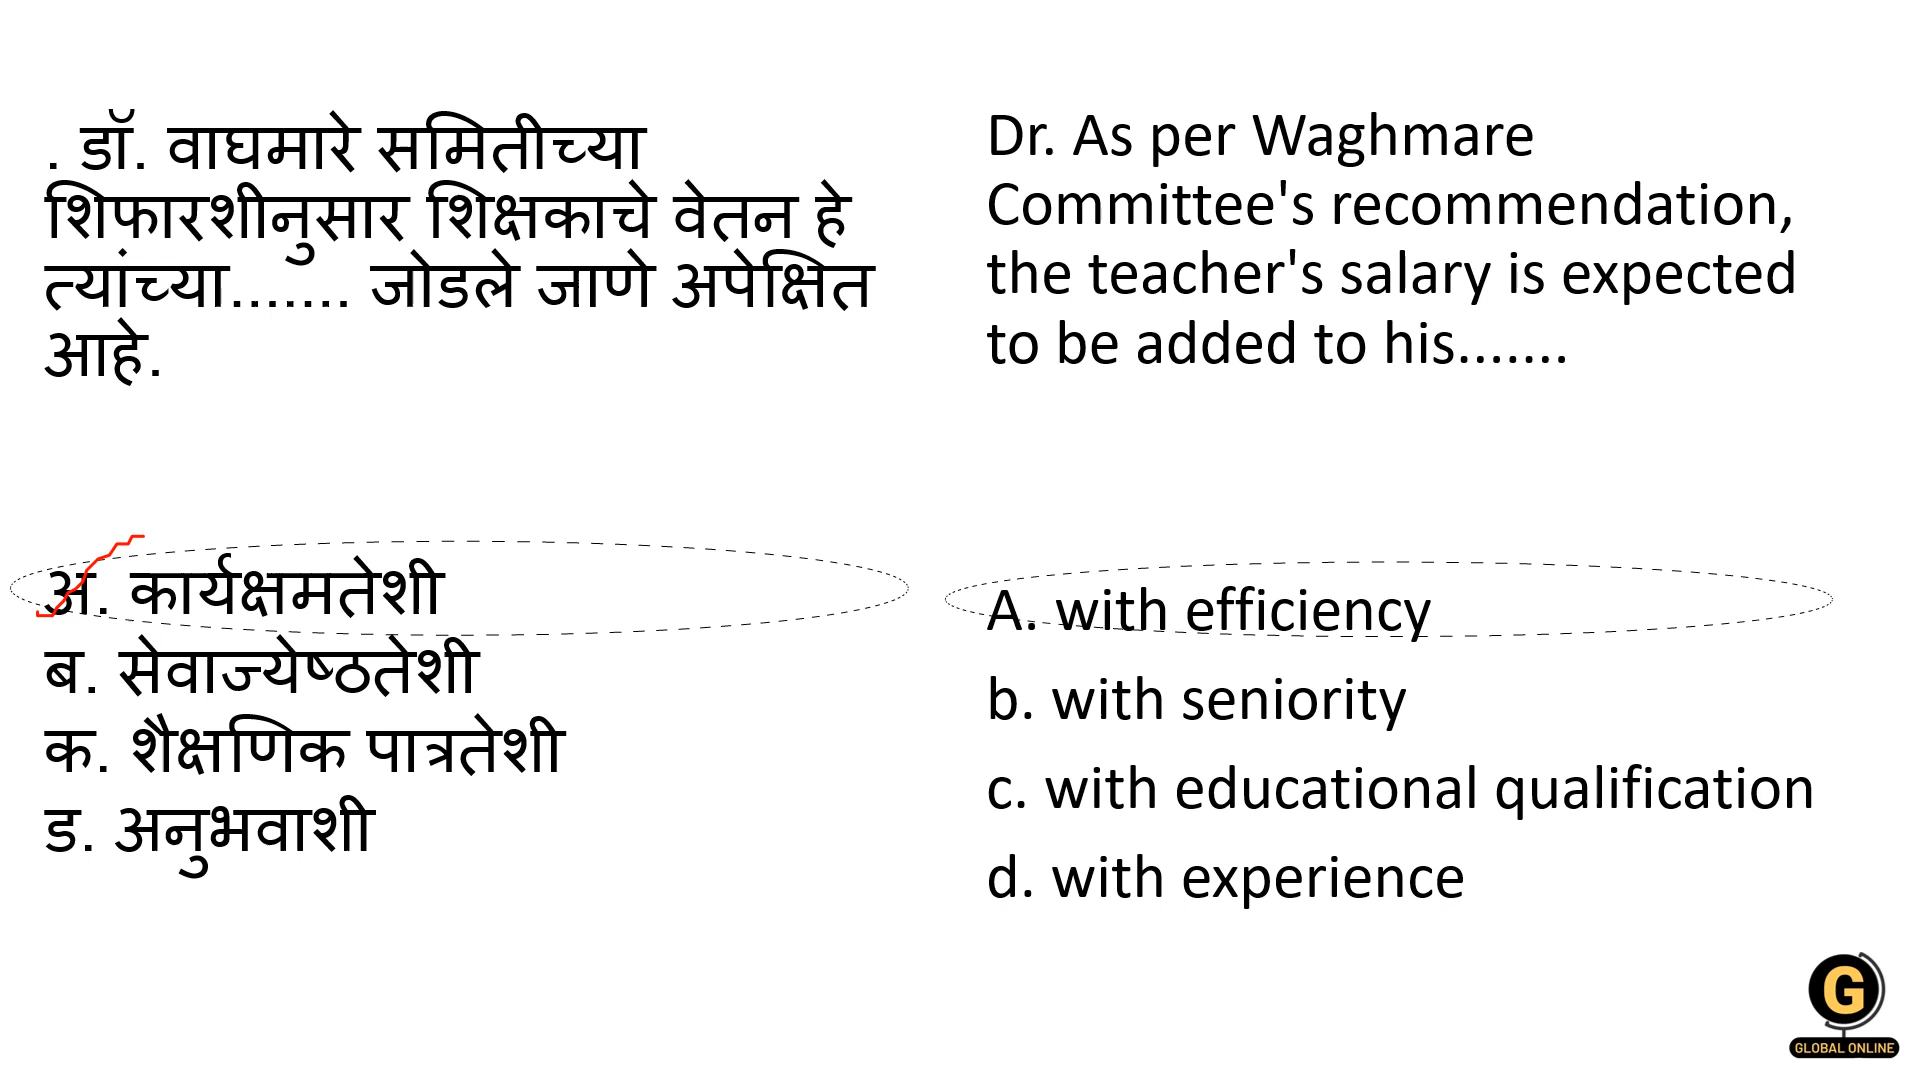 . डॉ. वाघमारे समितीच्या
शिफारशीनुसार शिक्षकाचे वेतन हे
त्यांच्या....... जोडले जाणे अपेक्षित
आहे.
अ. कार्यक्षमतेशी
ब. सेवाज्येष्ठतेशी
क. शैक्षणिक पात्रतेशी
ड. अनुभवाशी
Dr. As per Waghmare
Committee's recommendation,
the teacher's salary is expected
to be added to his.......
A. with efficiency
b. with seniority
c. with educational qualification
d. with experience
G
GLOBAL ONLINE